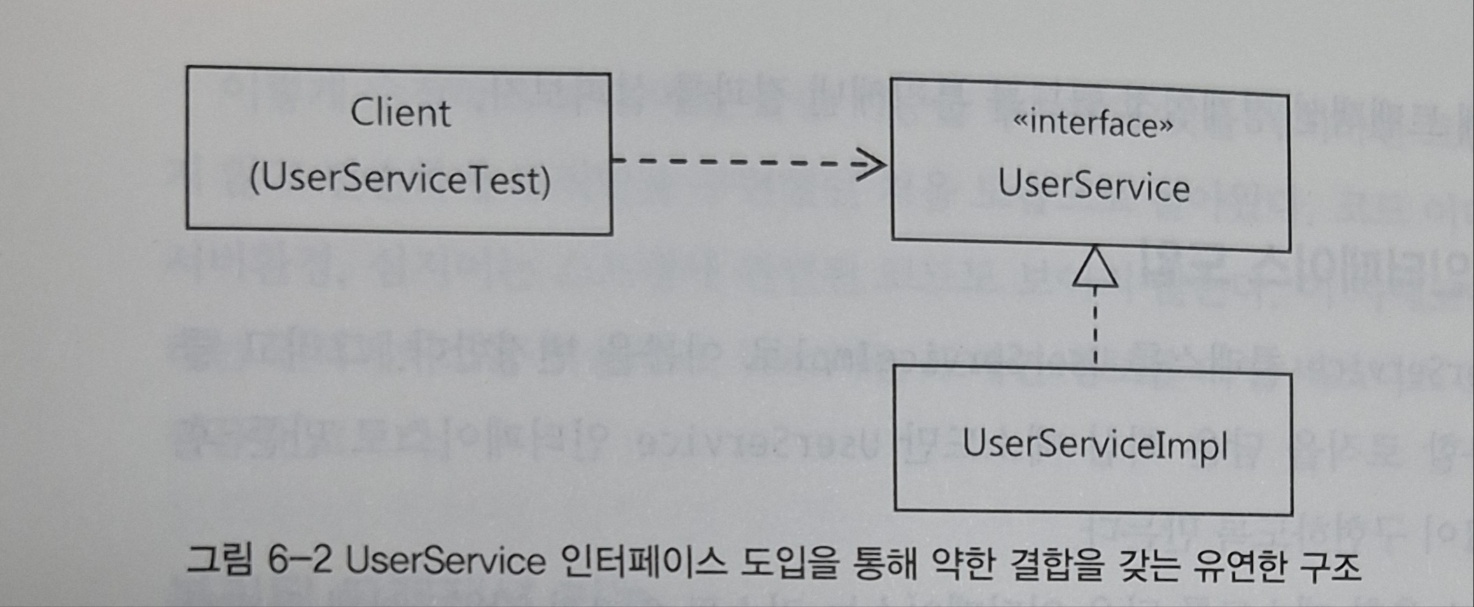 Client
(UserServiceTest)
«interface»
UserService
UserServiceImpl
그림 6-2 UserService 인터페이스 도입을 통해 약한 결합을 갖는 유연한 구조